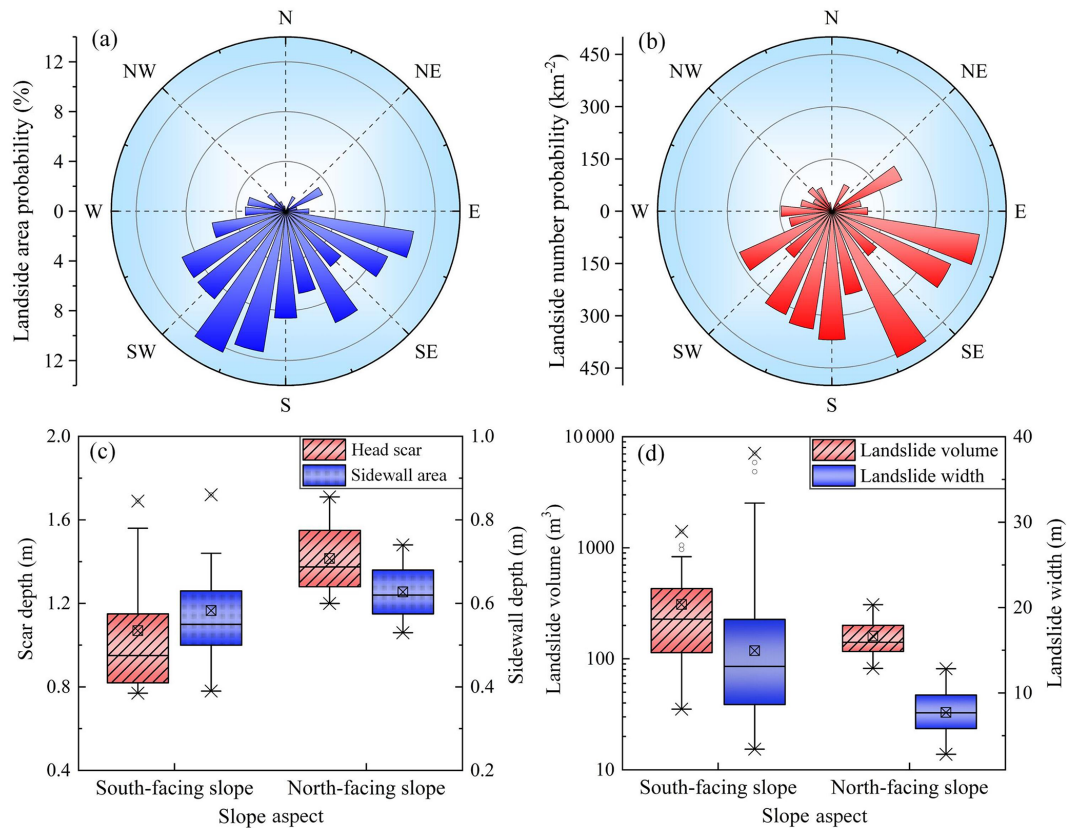 (a)
N
NE
E
SE
S
SW
W
NW
Landside area probability (%)
12
8
4
0
4
8
12
(b)
N
NE
E
SE
S
SW
W
NW
Landside number probability (km-2)
450
300
150
0
150
300
450
(c)
Head scar
Sidewall area
Scar depth (m)
2.0
1.6
1.2
0.8
0.4
Sidewall depth (m)
1.0
0.8
0.6
0.4
0.2
South-facing slope
North-facing slope
Slope aspect
(d)
Landslide volume
Landslide width
Landslide volume (m3)
10 000
1000
100
10
Landslide width (m)
40
30
20
10
South-facing slope
North-facing slope
Slope aspect